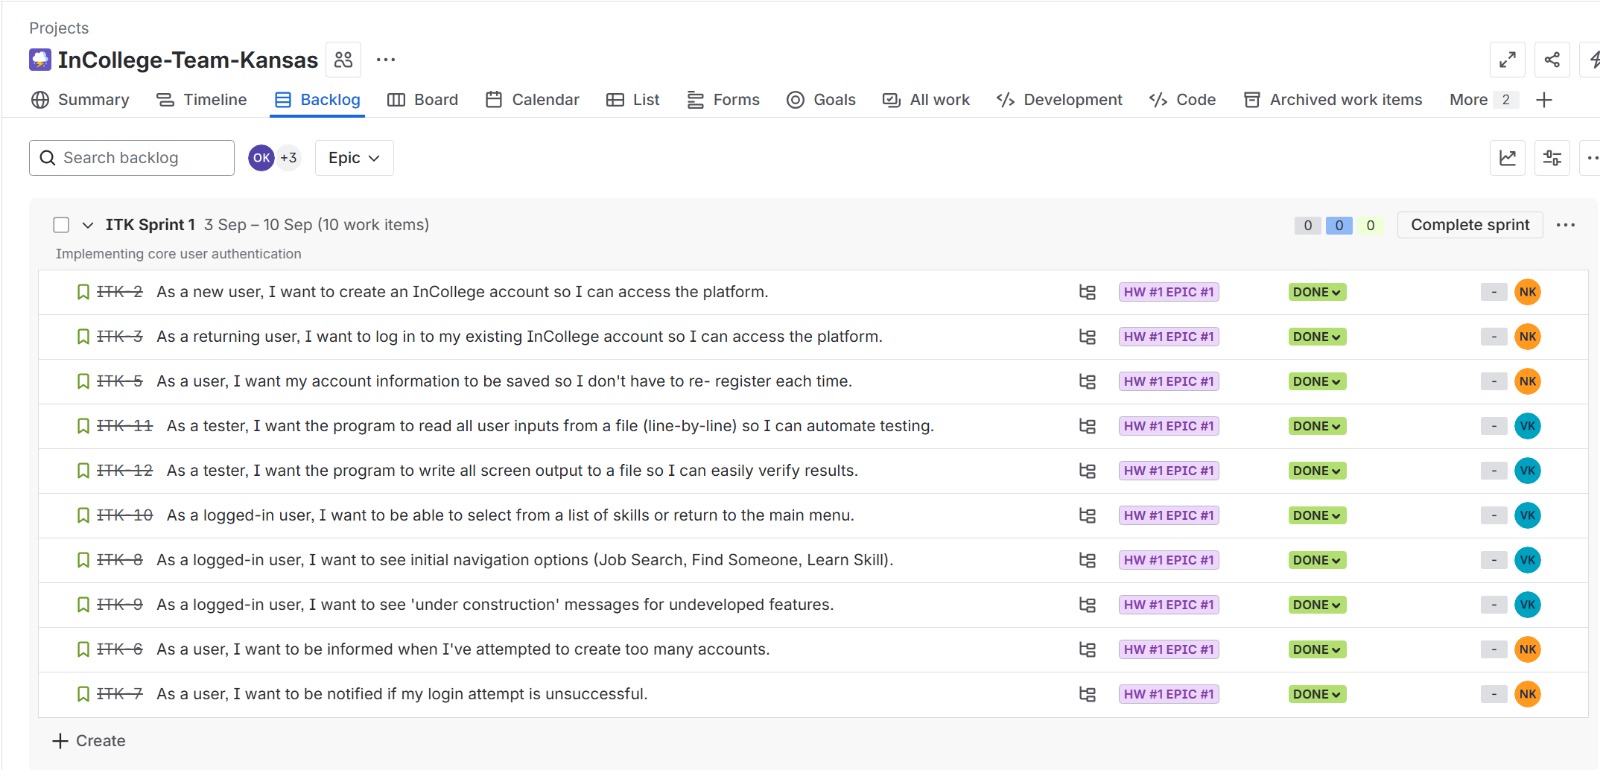 Projects
InCollege-Team-Kansas
Summary Timeline Backlog Board Calendar List Forms Goals All work Development Code Archived work items More 2
Search backlog OK +3 Epic
ITK Sprint 1 3 Sep – 10 Sep (10 work items) 0 0 0 Complete sprint
Implementing core user authentication
ITK-2 As a new user, I want to create an InCollege account so I can access the platform. HW #1 EPIC #1 DONE - NK
ITK-3 As a returning user, I want to log in to my existing InCollege account so I can access the platform. HW #1 EPIC #1 DONE - NK
ITK-5 As a user, I want my account information to be saved so I don't have to re- register each time. HW #1 EPIC #1 DONE - NK
ITK-11 As a tester, I want the program to read all user inputs from a file (line-by-line) so I can automate testing. HW #1 EPIC #1 DONE - VK
ITK-12 As a tester, I want the program to write all screen output to a file so I can easily verify results. HW #1 EPIC #1 DONE - VK
ITK-10 As a logged-in user, I want to be able to select from a list of skills or return to the main menu. HW #1 EPIC #1 DONE - VK
ITK-8 As a logged-in user, I want to see initial navigation options (Job Search, Find Someone, Learn Skill). HW #1 EPIC #1 DONE - VK
ITK-9 As a logged-in user, I want to see 'under construction' messages for undeveloped features. HW #1 EPIC #1 DONE - VK
ITK-6 As a user, I want to be informed when I've attempted to create too many accounts. HW #1 EPIC #1 DONE - NK
ITK-7 As a user, I want to be notified if my login attempt is unsuccessful. HW #1 EPIC #1 DONE - NK
Create